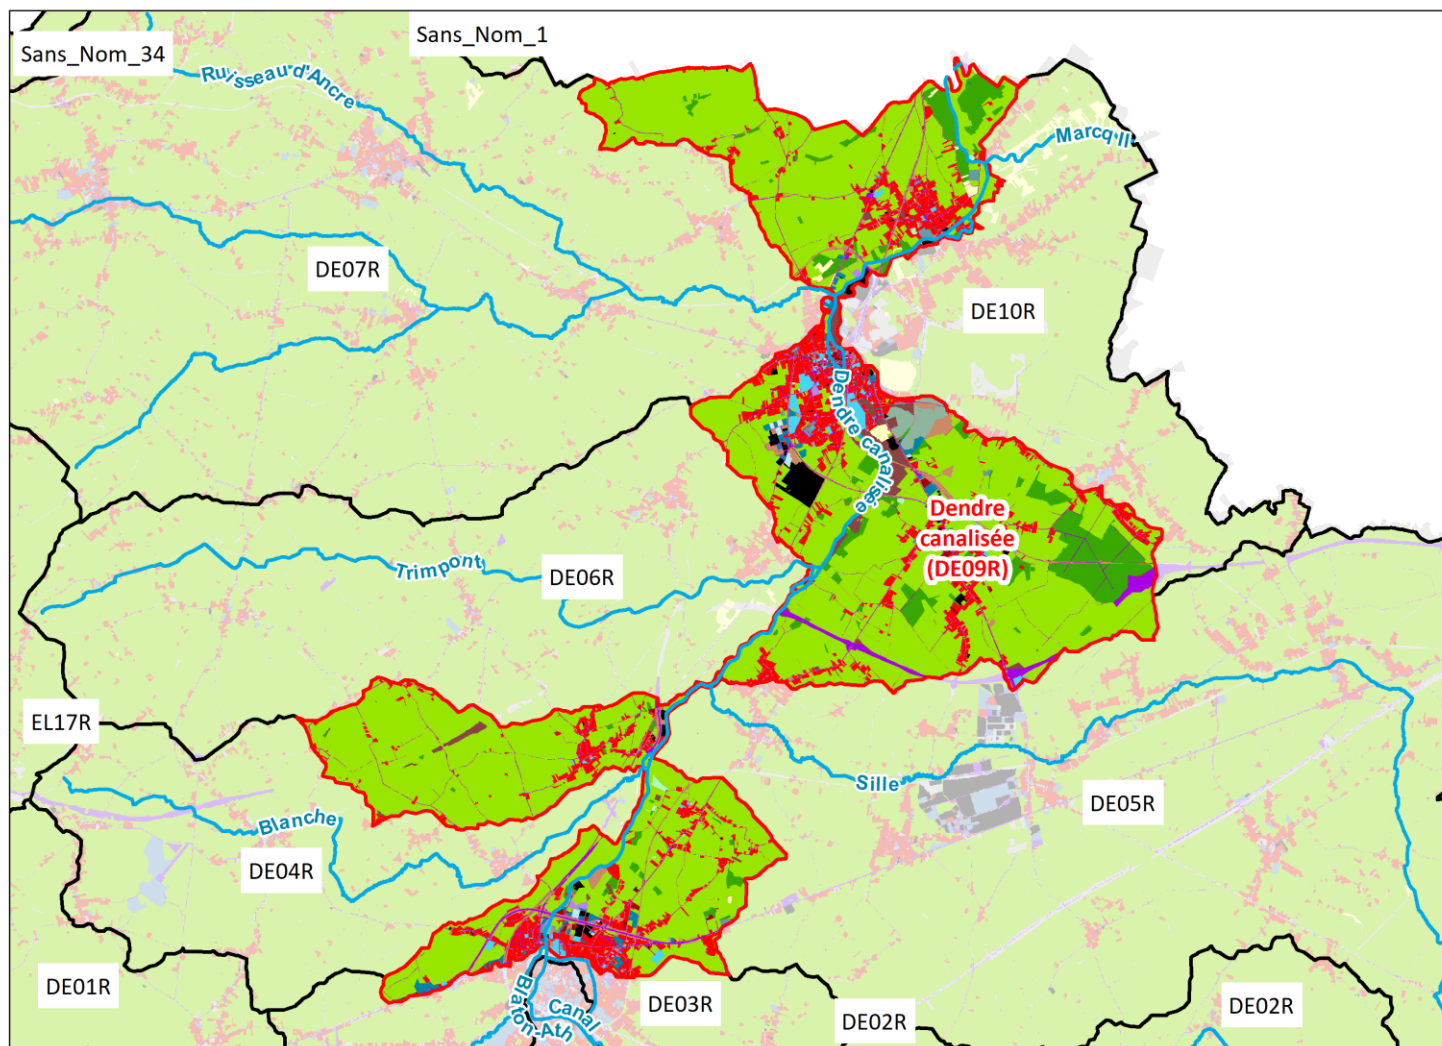 Sans_Nom_1
Sans_Nom_34
Ruisseau d'Ancre
Marcq II
DE07R
DE10R
Dendre canalisée
Dendre
canalisée
(DE09R)
Trimpont
DE06R
EL17R
Sille
DE05R
Blanche
DE04R
DE01R
Canal
Blaton-Ath
DE03R
DE02R
DE02R